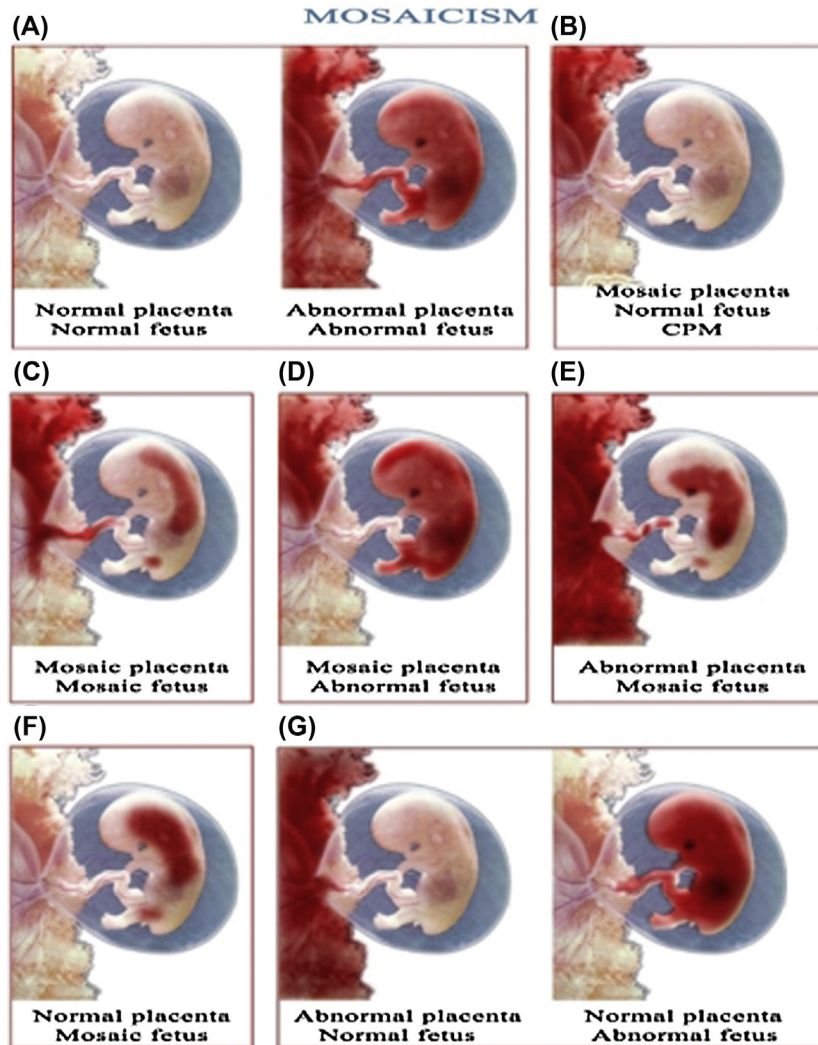 MOSAICISM
(A)
(B)
Normal placenta
Normal fetus
Abnormal placenta
Abnormal fetus
Mosaic placenta
Normal fetus
CPM
(C)
(D)
(E)
Mosaic placenta
Mosaic fetus
Mosaic placenta
Abnormal fetus
Abnormal placenta
Mosaic fetus
(F)
(G)
Normal placenta
Mosaic fetus
Abnormal placenta
Normal fetus
Normal placenta
Abnormal fetus